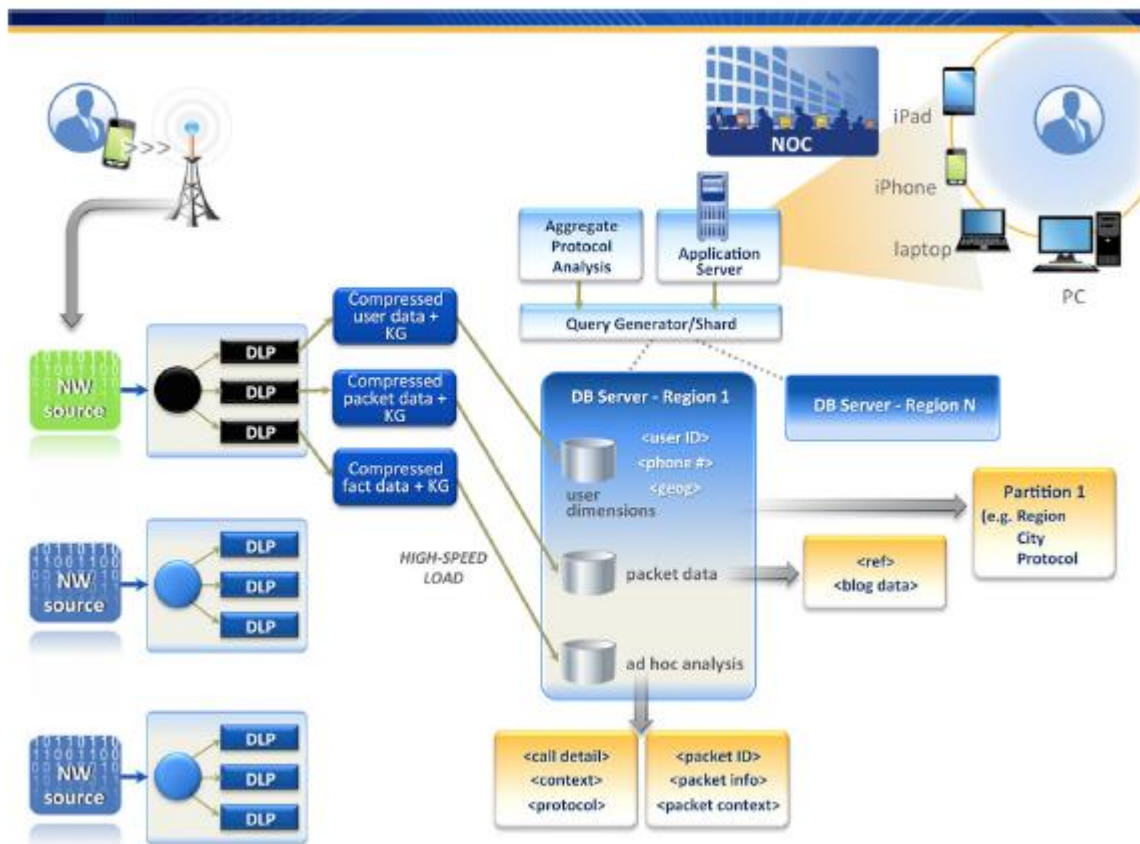 NOC
iPad
iPhone
laptop
PC
> > >
Aggregate
Protocol
Analysis
Application
Server
Query Generator/Shard
Compressed
user data +
KG
Compressed
packet data +
KG
Compressed
fact data + KG
NW
source
DLP
DLP
DLP
NW
source
DLP
DLP
DLP
NW
source
DLP
DLP
DLP
HIGH-SPEED
LOAD
DB Server - Region 1
<user ID>
<phone #>
<geog>
user
dimensions
packet data
ad hoc analysis
DB Server - Region N
Partition 1
(e.g. Region
City
Protocol
<ref>
<blog data>
<call detail>
<context>
<protocol>
<packet ID>
<packet info>
<packet context>